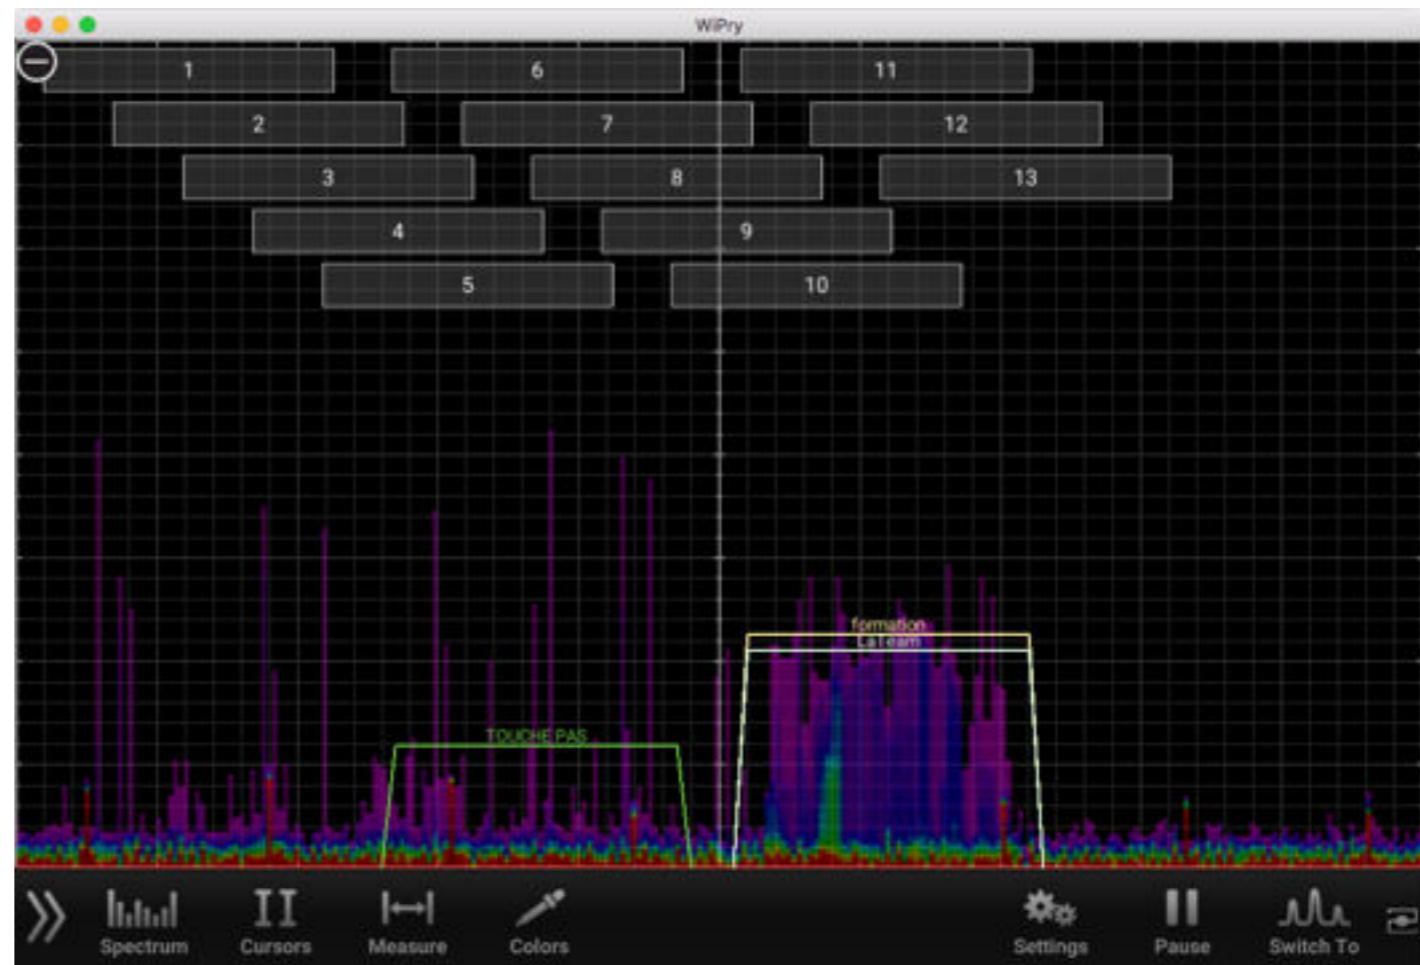 WiPry
1 6 11
2 7 12
3 8 13
4 9
5 10
formation
LaTeam
TOUCHE PAS
Spectrum Cursors Measure Colors Settings Pause Switch To